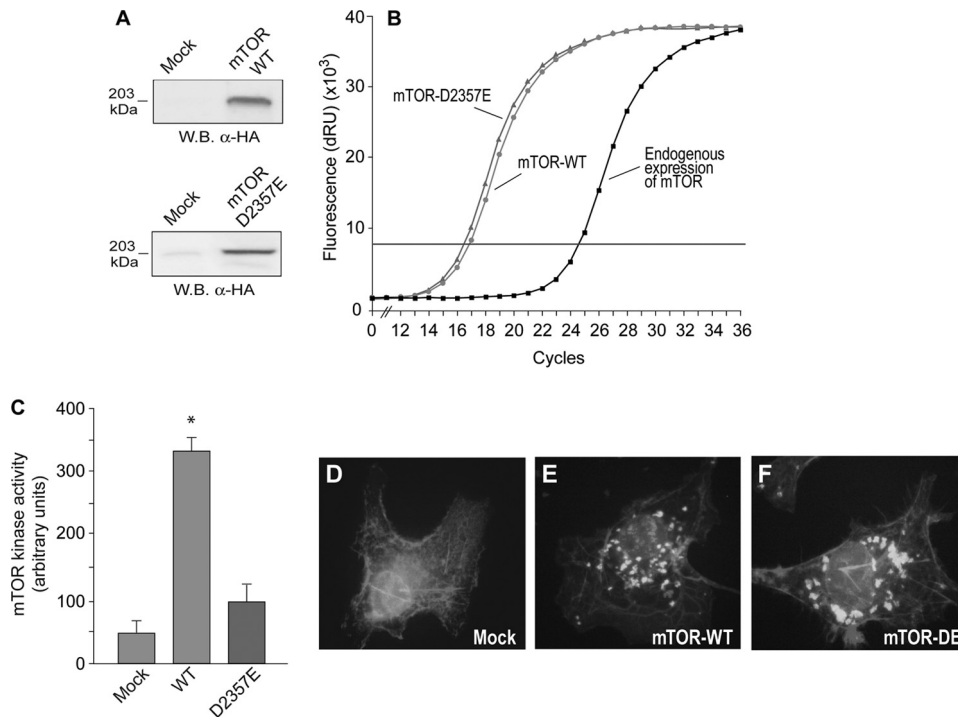 A
Mock
mTOR
WT
203
kDa
W.B. α-HA
Mock
mTOR
D2357E
203
kDa
W.B. α-HA
B
Fluorescence (dRU) (x10³)
40
30
20
10
0
mTOR-D2357E
mTOR-WT
Endogenous
expression
of mTOR
0 12 14 16 18 20 22 24 26 28 30 32 34 36
Cycles
C
mTOR kinase activity
(arbitrary units)
400
300
200
100
0
*
Mock
WT
D2357E
D
Mock
E
mTOR-WT
F
mTOR-DE